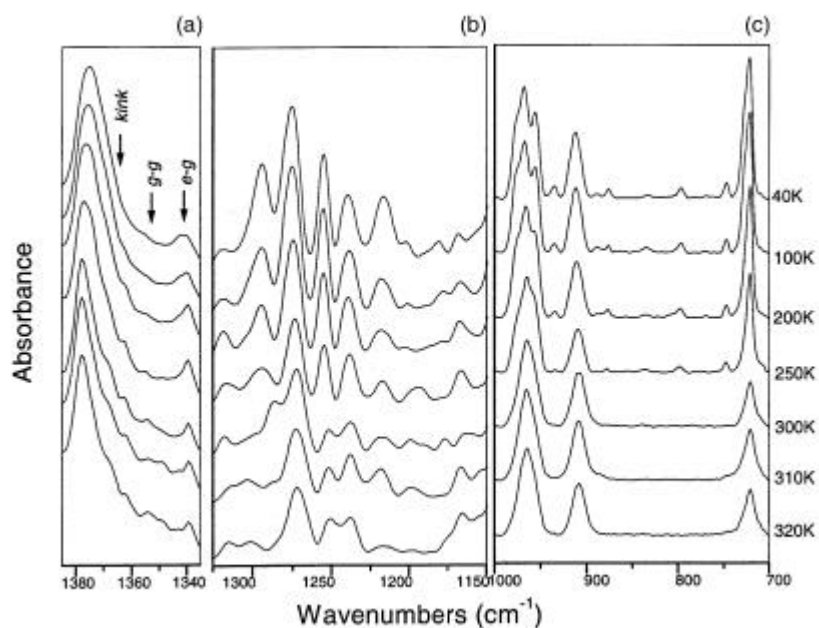 (a) (b) (c)
kink
g-g
e-g
40K
100K
200K
250K
300K
310K
320K
Absorbance
1380 1360 1340 1300 1250 1200 1150 1000 900 800 700
Wavenumbers (cm⁻¹)